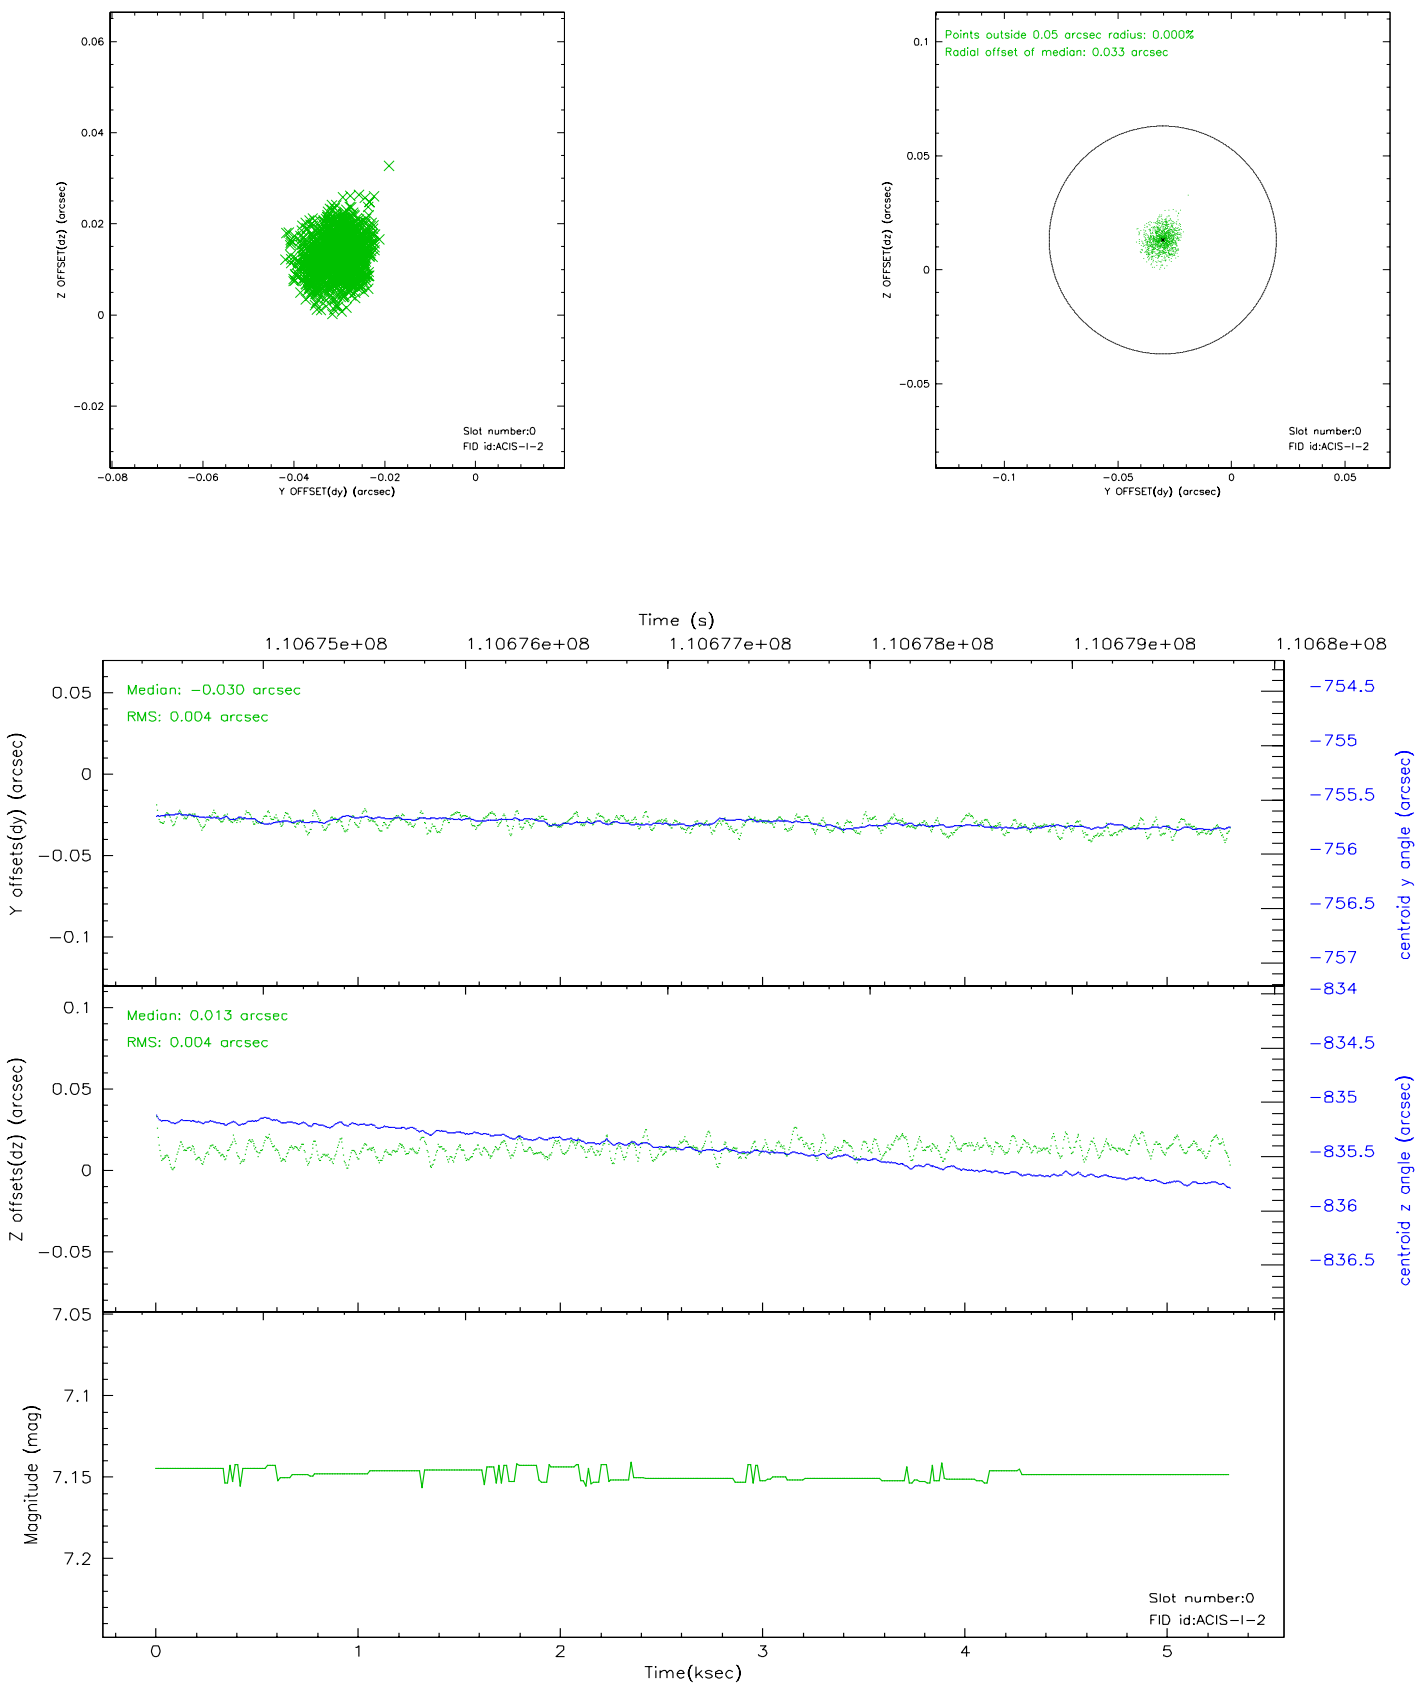 0.06
0.04
0.02
0
−0.02
Z OFFSET(dz) (arcsec)
Slot number:0
FID id:ACIS−I−2
−0.08 −0.06 −0.04 −0.02 0
Y OFFSET(dy) (arcsec)
Points outside 0.05 arcsec radius: 0.000%
Radial offset of median: 0.033 arcsec
0.1
0.05
0
−0.05
Z OFFSET(dz) (arcsec)
Slot number:0
FID id:ACIS−I−2
−0.1 −0.05 0 0.05
Y OFFSET(dy) (arcsec)
Time (s)
1.10675e+08 1.10676e+08 1.10677e+08 1.10678e+08 1.10679e+08 1.1068e+08
Median: −0.030 arcsec
RMS: 0.004 arcsec
0.05
0
−0.05
−0.1
Y offsets(dy) (arcsec)
−754.5
−755
−755.5
−756
−756.5
−757
centroid y angle (arcsec)
Median: 0.013 arcsec
RMS: 0.004 arcsec
0.1
0.05
0
−0.05
Z offsets(dz) (arcsec)
−834
−834.5
−835
−835.5
−836
−836.5
centroid z angle (arcsec)
7.05
7.1
7.15
7.2
Magnitude (mag)
Slot number:0
FID id:ACIS−I−2
0 1 2 3 4 5
Time(ksec)